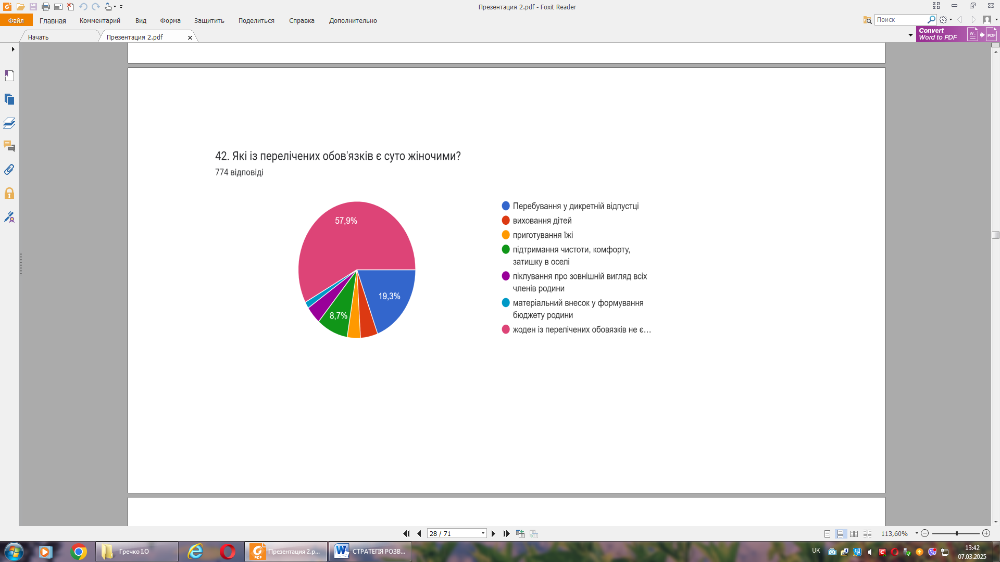 Презентация 2.pdf - Foxit Reader
Файл Главная Комментарий Вид Форма Защитить Поделиться Справка Дополнительно
Поиск
Начать
Презентация 2.pdf
Convert
Word to PDF
W
PDF
42. Які із перелічених обов'язків є суто жіночими?
774 відповіді
57,9%
19,3%
8,7%
Перебування у дикретній відпустці
виховання дітей
приготування їжі
підтримання чистоти, комфорту,
затишку в оселі
піклування про зовнішній вигляд всіх
членів родини
матеріальний внесок у формування
бюджету родини
жоден із перелічених обовязків не є...
28 / 71
113,60%
Гречко І.О
Презентация 2.p...
СТРАТЕГІЯ РОЗВ...
UK
13:42
07.03.2025